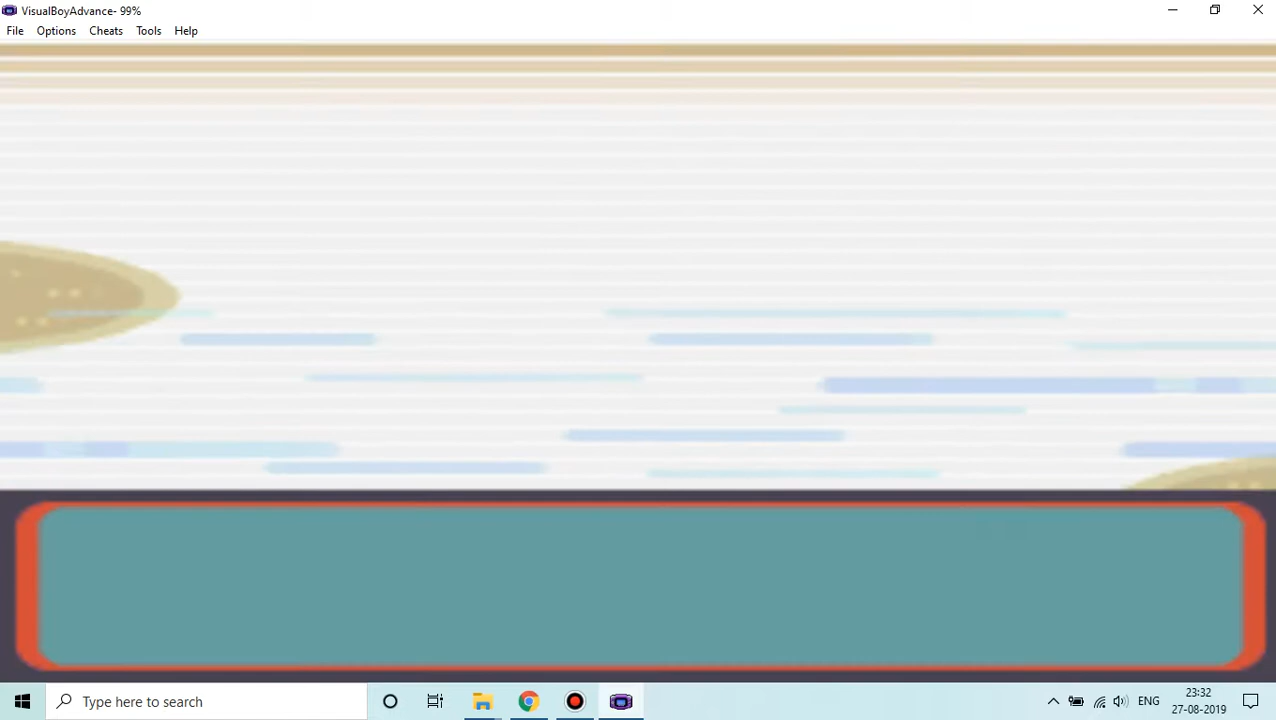 VisualBoyAdvance- 99%
File Options Cheats Tools Help
Type here to search
ENG
23:32
27-08-2019